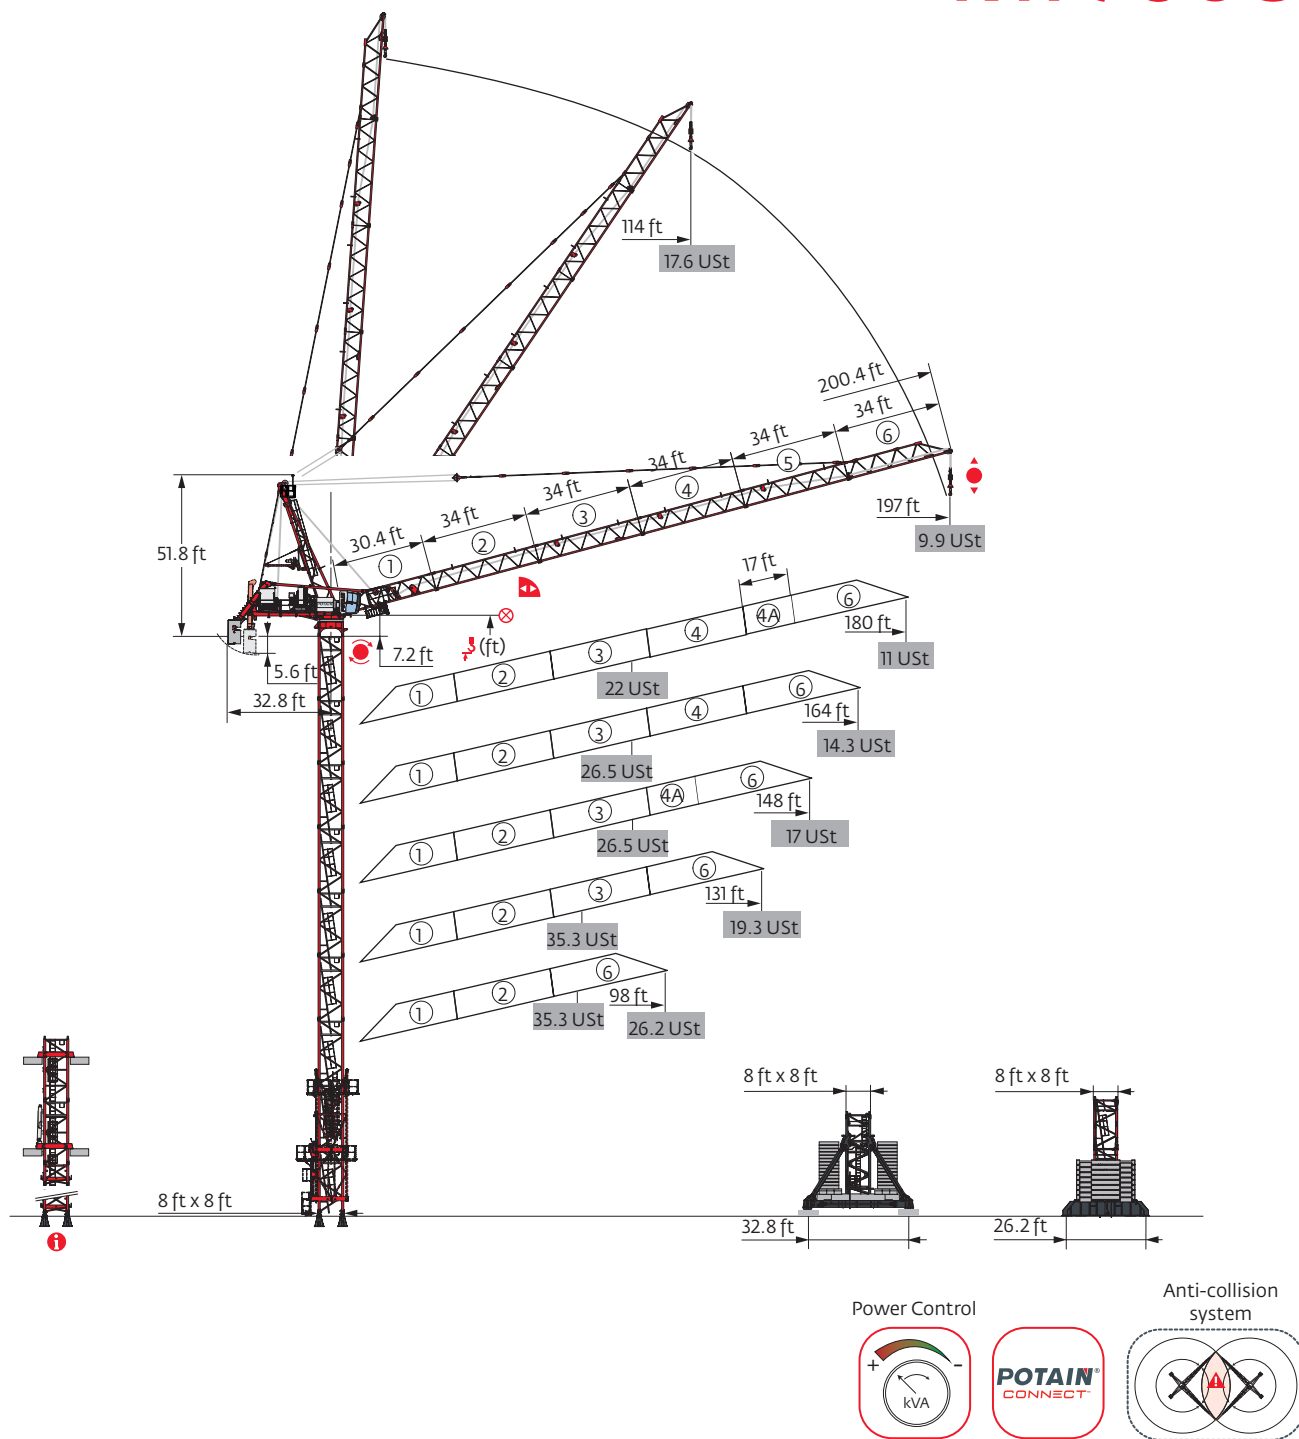 114 ft
17.6 USt
200.4 ft
34 ft
6
34 ft
5
34 ft
4
34 ft
3
34 ft
2
30.4 ft
1
197 ft
9.9 USt
51.8 ft
7.2 ft
(ft)
5.6 ft
32.8 ft
17 ft
1
2
3
4
4A
6
180 ft
11 USt
22 USt
1
2
3
4
6
164 ft
14.3 USt
26.5 USt
1
2
3
4A
6
148 ft
17 USt
26.5 USt
1
2
3
6
131 ft
19.3 USt
35.3 USt
1
2
6
98 ft
26.2 USt
35.3 USt
8 ft x 8 ft
i
8 ft x 8 ft
32.8 ft
8 ft x 8 ft
26.2 ft
Power Control
+ -
kVA
POTAIN®
CONNECT™
Anti-collision
system